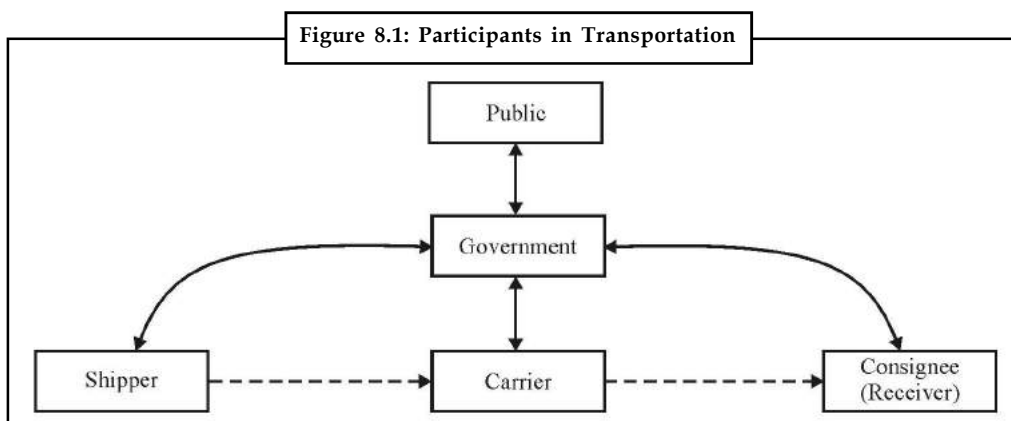 Figure 8.1: Participants in Transportation
Public
Government
Shipper
Carrier
Consignee
(Receiver)